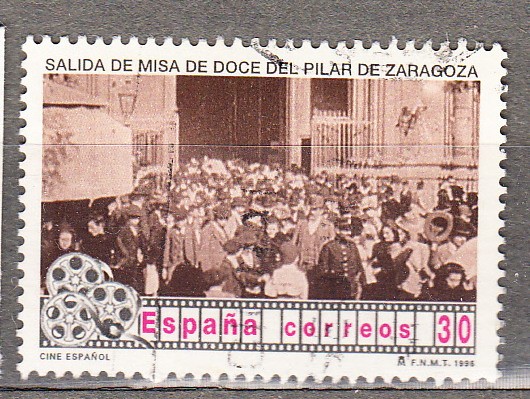 SALIDA DE MISA DE DOCE DEL PILAR DE ZARAGOZA
España correos 30
CINE ESPAÑOL
F.N.M.T. 1996